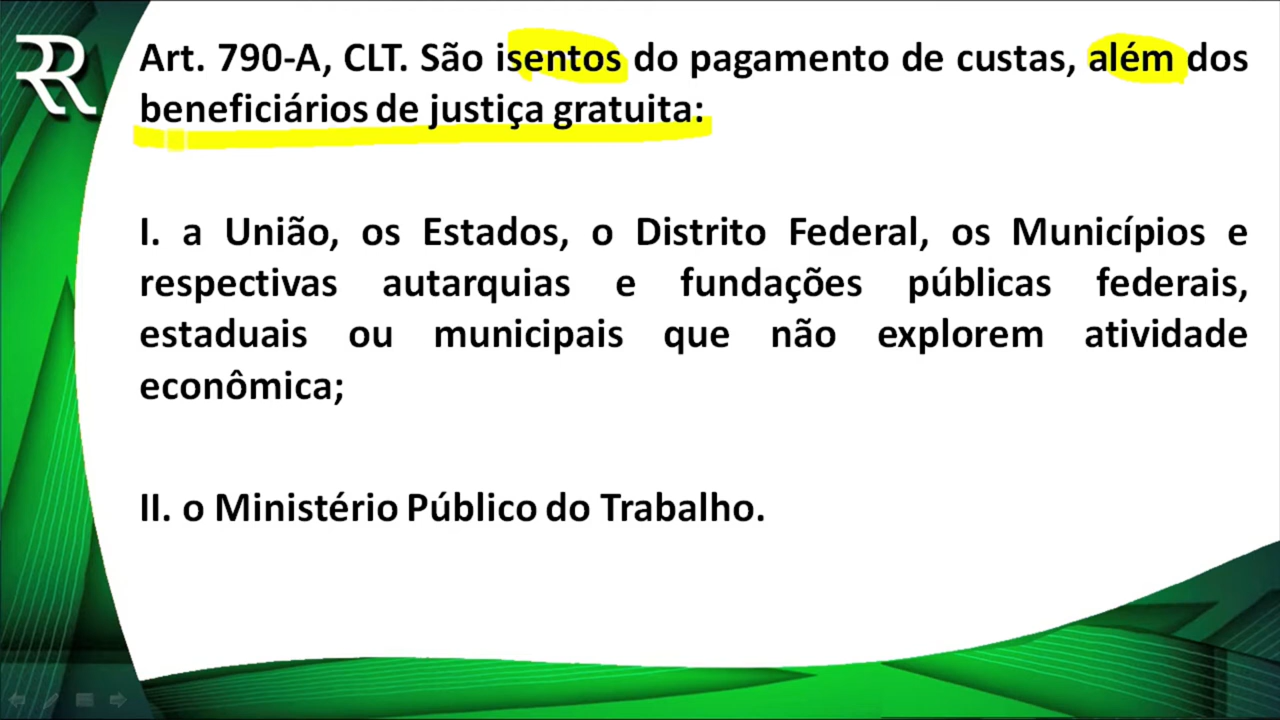 Art. 790-A, CLT. São isentos do pagamento de custas, além dos
beneficiários de justiça gratuita:
I. a União, os Estados, o Distrito Federal, os Municípios e
respectivas autarquias e fundações públicas federais,
estaduais ou municipais que não explorem atividade
econômica;
II. o Ministério Público do Trabalho.